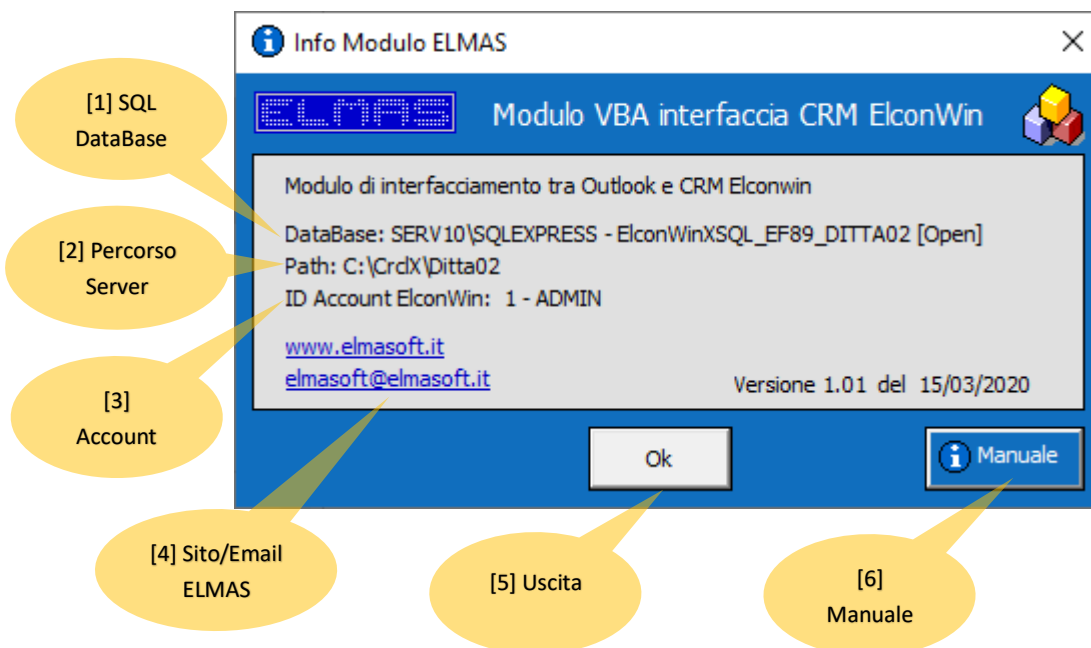 Info Modulo ELMAS
[1] SQL
DataBase
ELMAS
Modulo VBA interfaccia CRM ElconWin
Modulo di interfacciamento tra Outlook e CRM Elconwin
DataBase: SERV10\SQLEXPRESS - ElconWinXSQL_EF89_DITTA02 [Open]
[2] Percorso
Server
Path: C:\CrclX\Ditta02
ID Account ElconWin: 1 - ADMIN
www.elmasoft.it
elmasoft@elmasoft.it
Versione 1.01 del 15/03/2020
[3]
Account
Ok
Manuale
[4] Sito/Email
ELMAS
[5] Uscita
[6]
Manuale